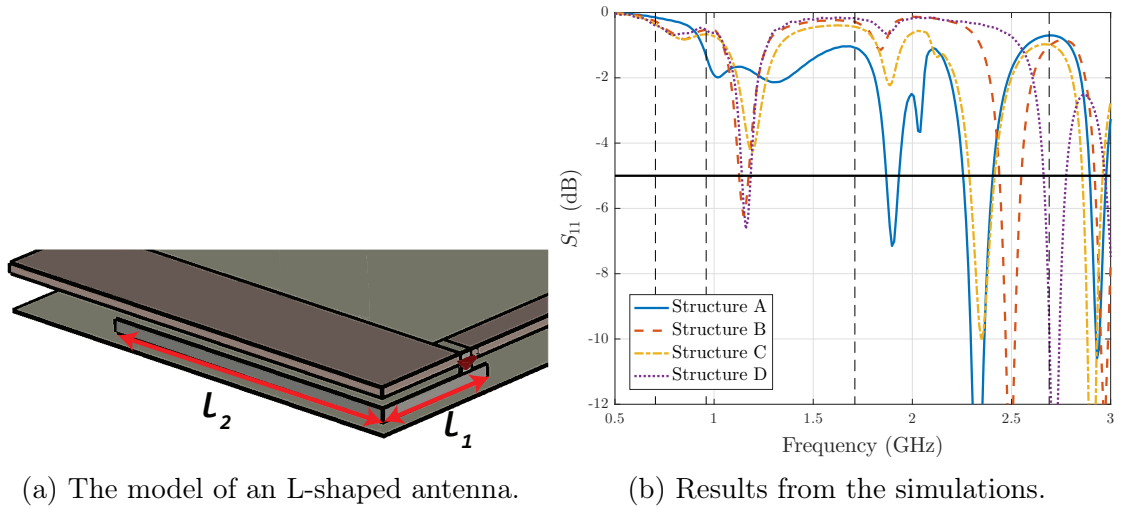 l₂
l₁
(a) The model of an L-shaped antenna.
0
-2
-4
-6
-8
-10
-12
S₁₁ (dB)
Structure A
Structure B
Structure C
Structure D
0.5 1 1.5 2 2.5 3
Frequency (GHz)
(b) Results from the simulations.